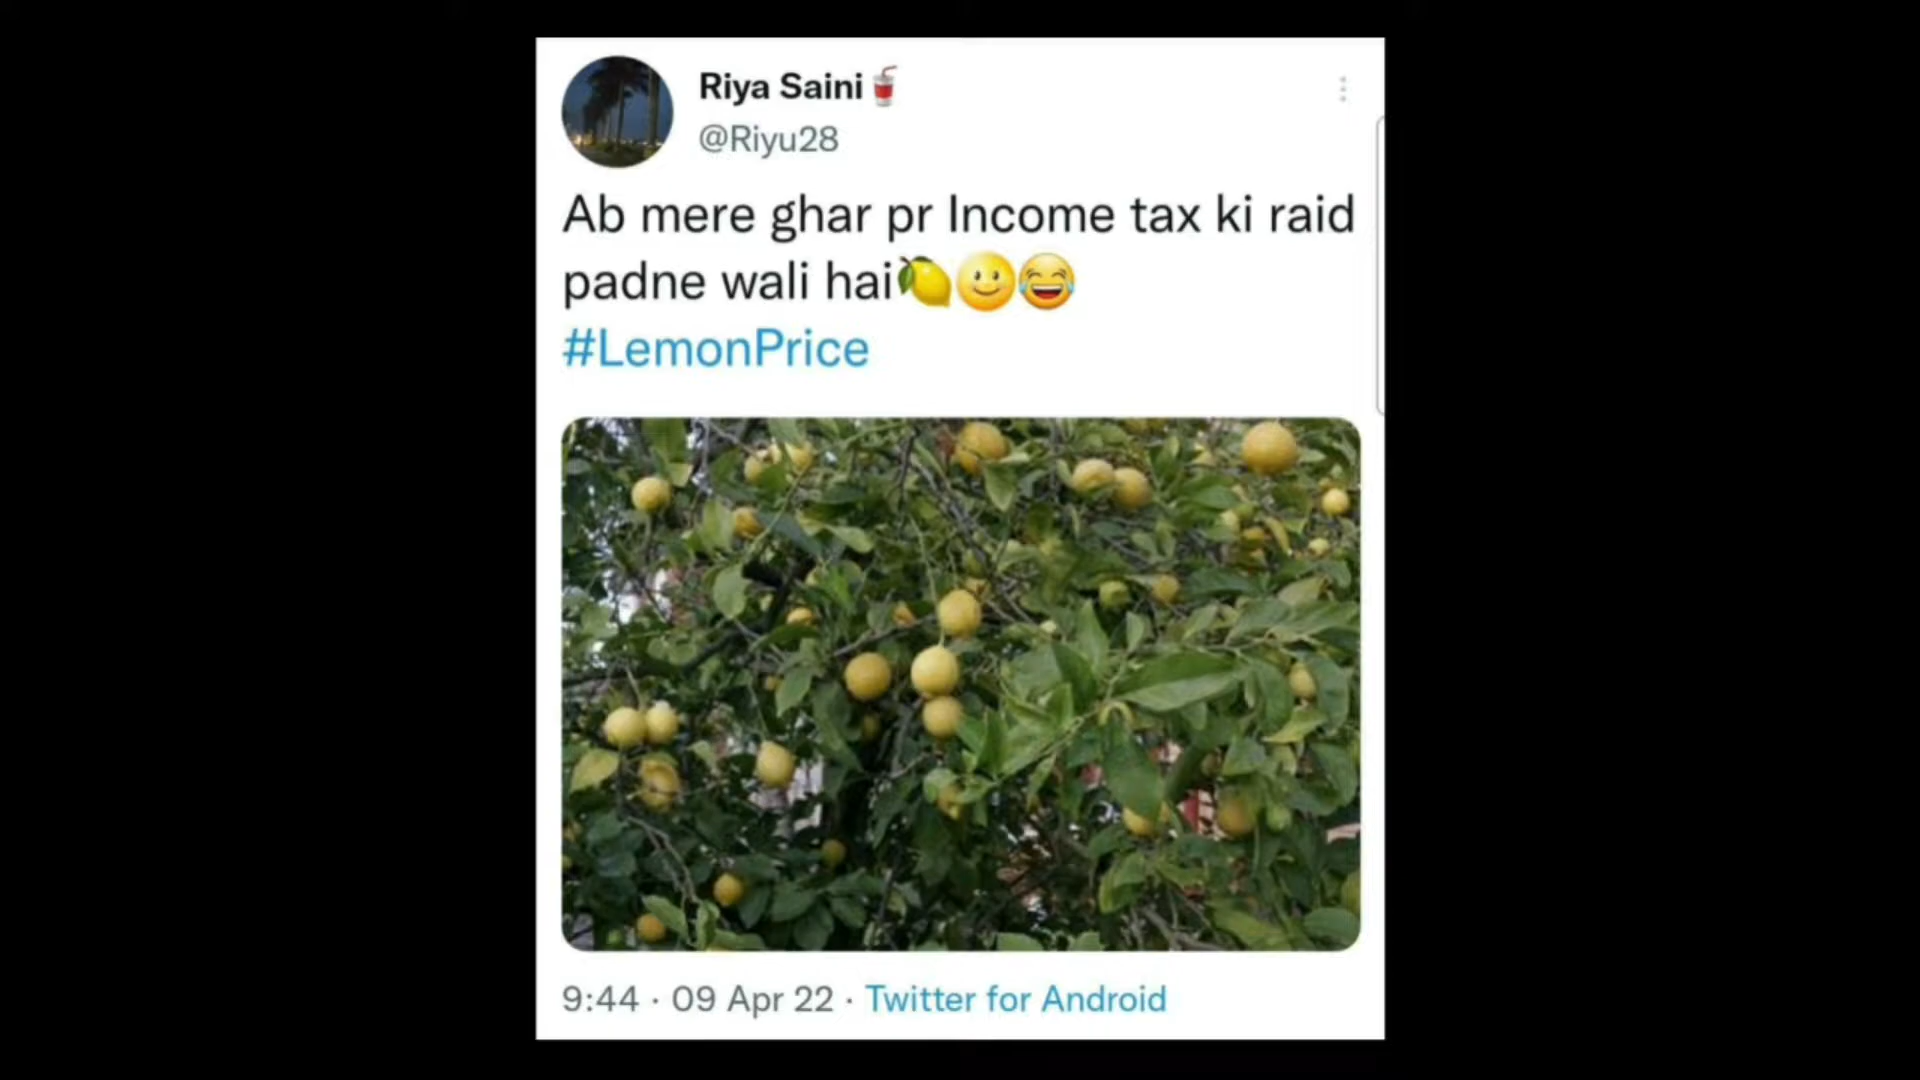 Riya Saini🥤
@Riyu28
Ab mere ghar pr Income tax ki raid
padne wali hai🍋🌝😂
#LemonPrice
9:44 · 09 Apr 22 · Twitter for Android